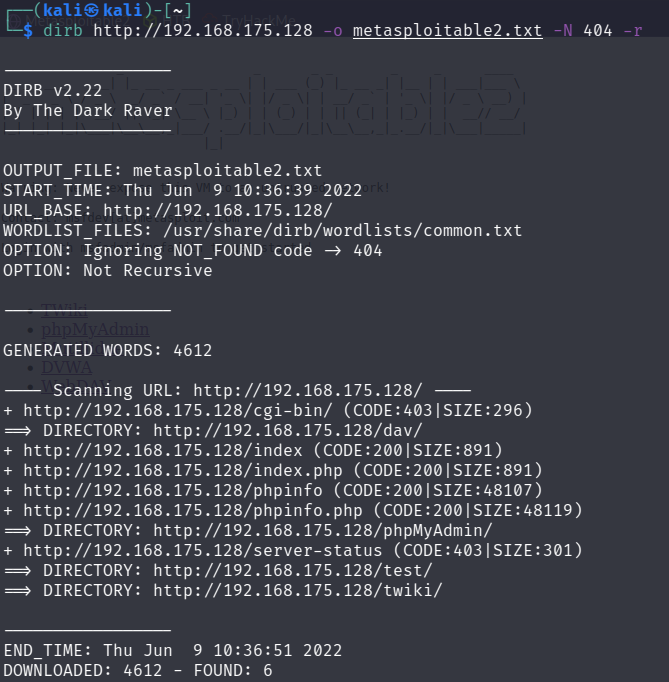 ┌──(kali㉿kali)-[~]
└─$ dirb http://192.168.175.128 -o metasploitable2.txt -N 404 -r
-----------------
DIRB v2.22
By The Dark Raver
-----------------
OUTPUT_FILE: metasploitable2.txt
START_TIME: Thu Jun  9 10:36:39 2022
URL_BASE: http://192.168.175.128/
WORDLIST_FILES: /usr/share/dirb/wordlists/common.txt
OPTION: Ignoring NOT_FOUND code -> 404
OPTION: Not Recursive
-----------------
TWiki
phpMyAdmin
GENERATED WORDS: 4612
DVWA
---- Scanning URL: http://192.168.175.128/ ----
+ http://192.168.175.128/cgi-bin/ (CODE:403|SIZE:296)
==> DIRECTORY: http://192.168.175.128/dav/
+ http://192.168.175.128/index (CODE:200|SIZE:891)
+ http://192.168.175.128/index.php (CODE:200|SIZE:891)
+ http://192.168.175.128/phpinfo (CODE:200|SIZE:48107)
+ http://192.168.175.128/phpinfo.php (CODE:200|SIZE:48119)
==> DIRECTORY: http://192.168.175.128/phpMyAdmin/
+ http://192.168.175.128/server-status (CODE:403|SIZE:301)
==> DIRECTORY: http://192.168.175.128/test/
==> DIRECTORY: http://192.168.175.128/twiki/
-----------------
END_TIME: Thu Jun  9 10:36:51 2022
DOWNLOADED: 4612 - FOUND: 6